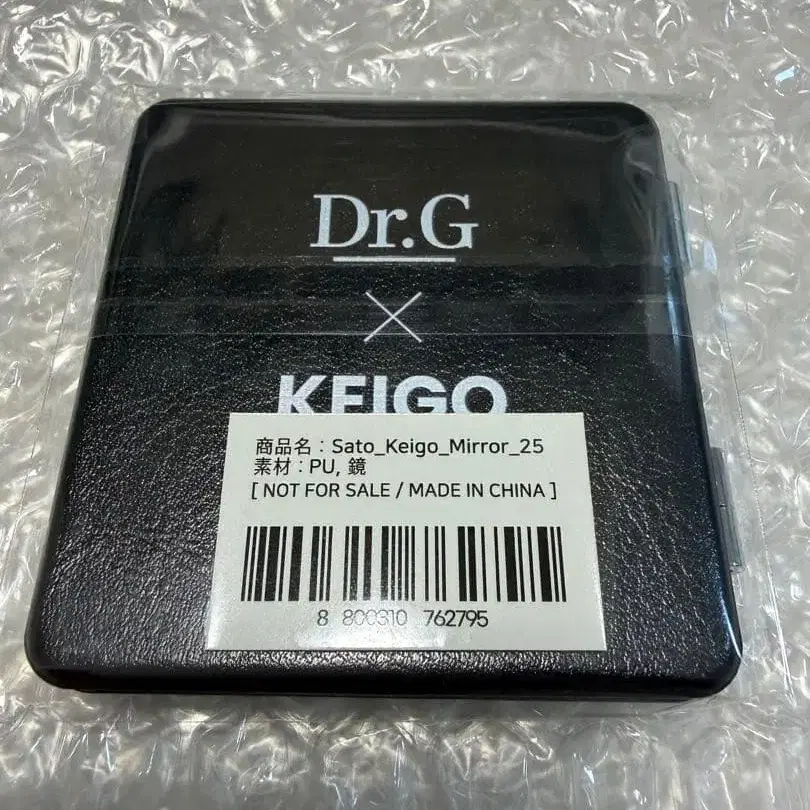 Dr.G
×
KEIGO
商品名：Sato_Keigo_Mirror_25
素材：PU, 鏡
[ NOT FOR SALE / MADE IN CHINA ]
8 800310 762795